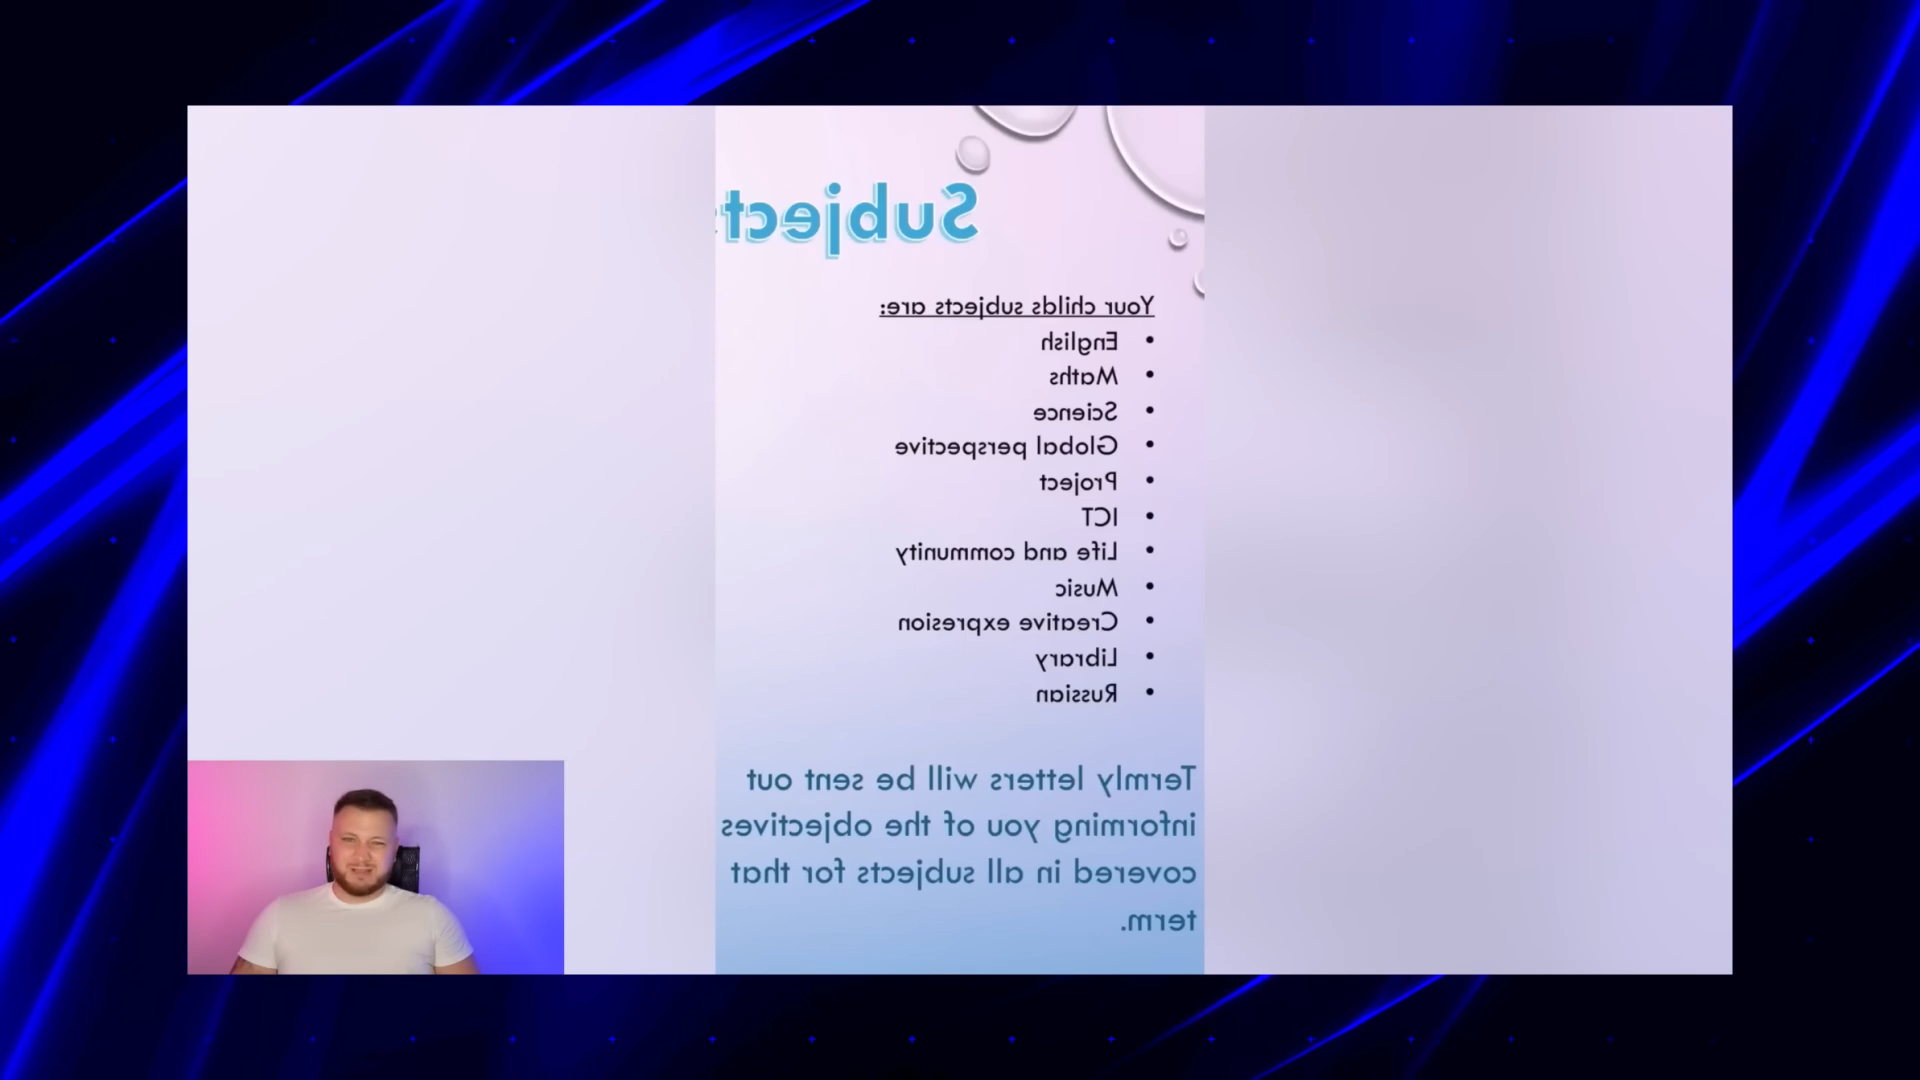 Subjects
Your childs subjects are:
• English
• Maths
• Science
• Global perspective
• Project
• ICT
• Life and community
• Music
• Creative expresion
• Library
• Russian
Termly letters will be sent out
informing you of the objectives
covered in all subjects for that
term.